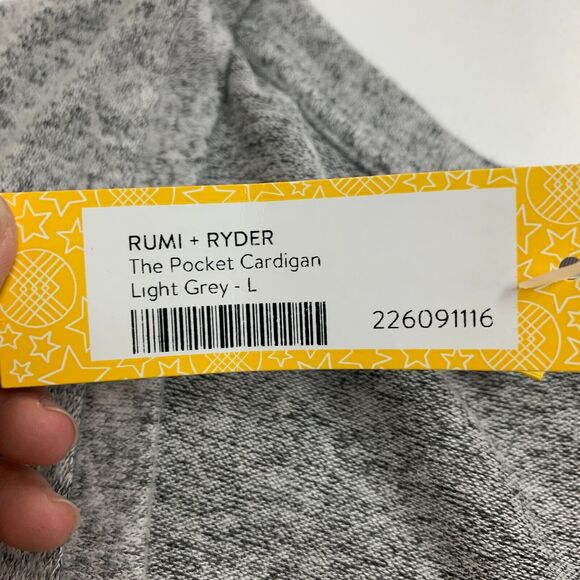 RUMI + RYDER
The Pocket Cardigan
Light Grey - L
226091116